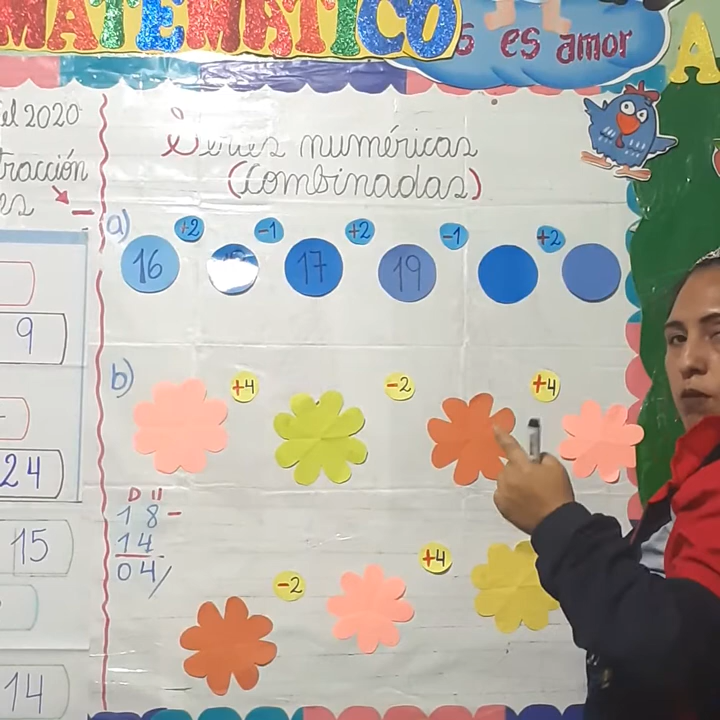 MATEMÁTICO
s es amor
A
el 2020
tracción
es
–
9
24
15
14
Series numéricas
(Combinadas)
a)
+2 -1 +2 -1 +2
16 17 19
b)
+4 -2 +4
D U
18-
14
04/
-2 +4